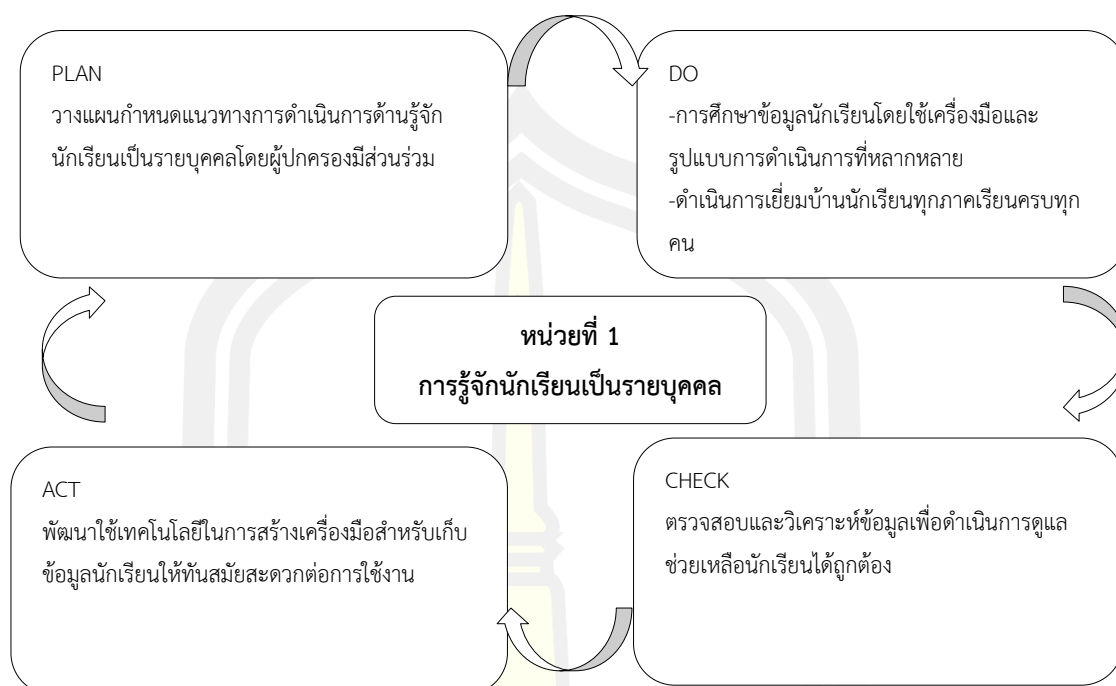 PLAN
วางแผนกำหนดแนวทางการดำเนินการด้านรู้จัก
นักเรียนเป็นรายบุคคลโดยผู้ปกครองมีส่วนร่วม
DO
-การศึกษาข้อมูลนักเรียนโดยใช้เครื่องมือและ
รูปแบบการดำเนินการที่หลากหลาย
-ดำเนินการเยี่ยมบ้านนักเรียนทุกภาคเรียนครบทุก
คน
หน่วยที่ 1
การรู้จักนักเรียนเป็นรายบุคคล
ACT
พัฒนาใช้เทคโนโลยีในการสร้างเครื่องมือสำหรับเก็บ
ข้อมูลนักเรียนให้ทันสมัยสะดวกต่อการใช้งาน
CHECK
ตรวจสอบและวิเคราะห์ข้อมูลเพื่อดำเนินการดูแล
ช่วยเหลือนักเรียนได้ถูกต้อง